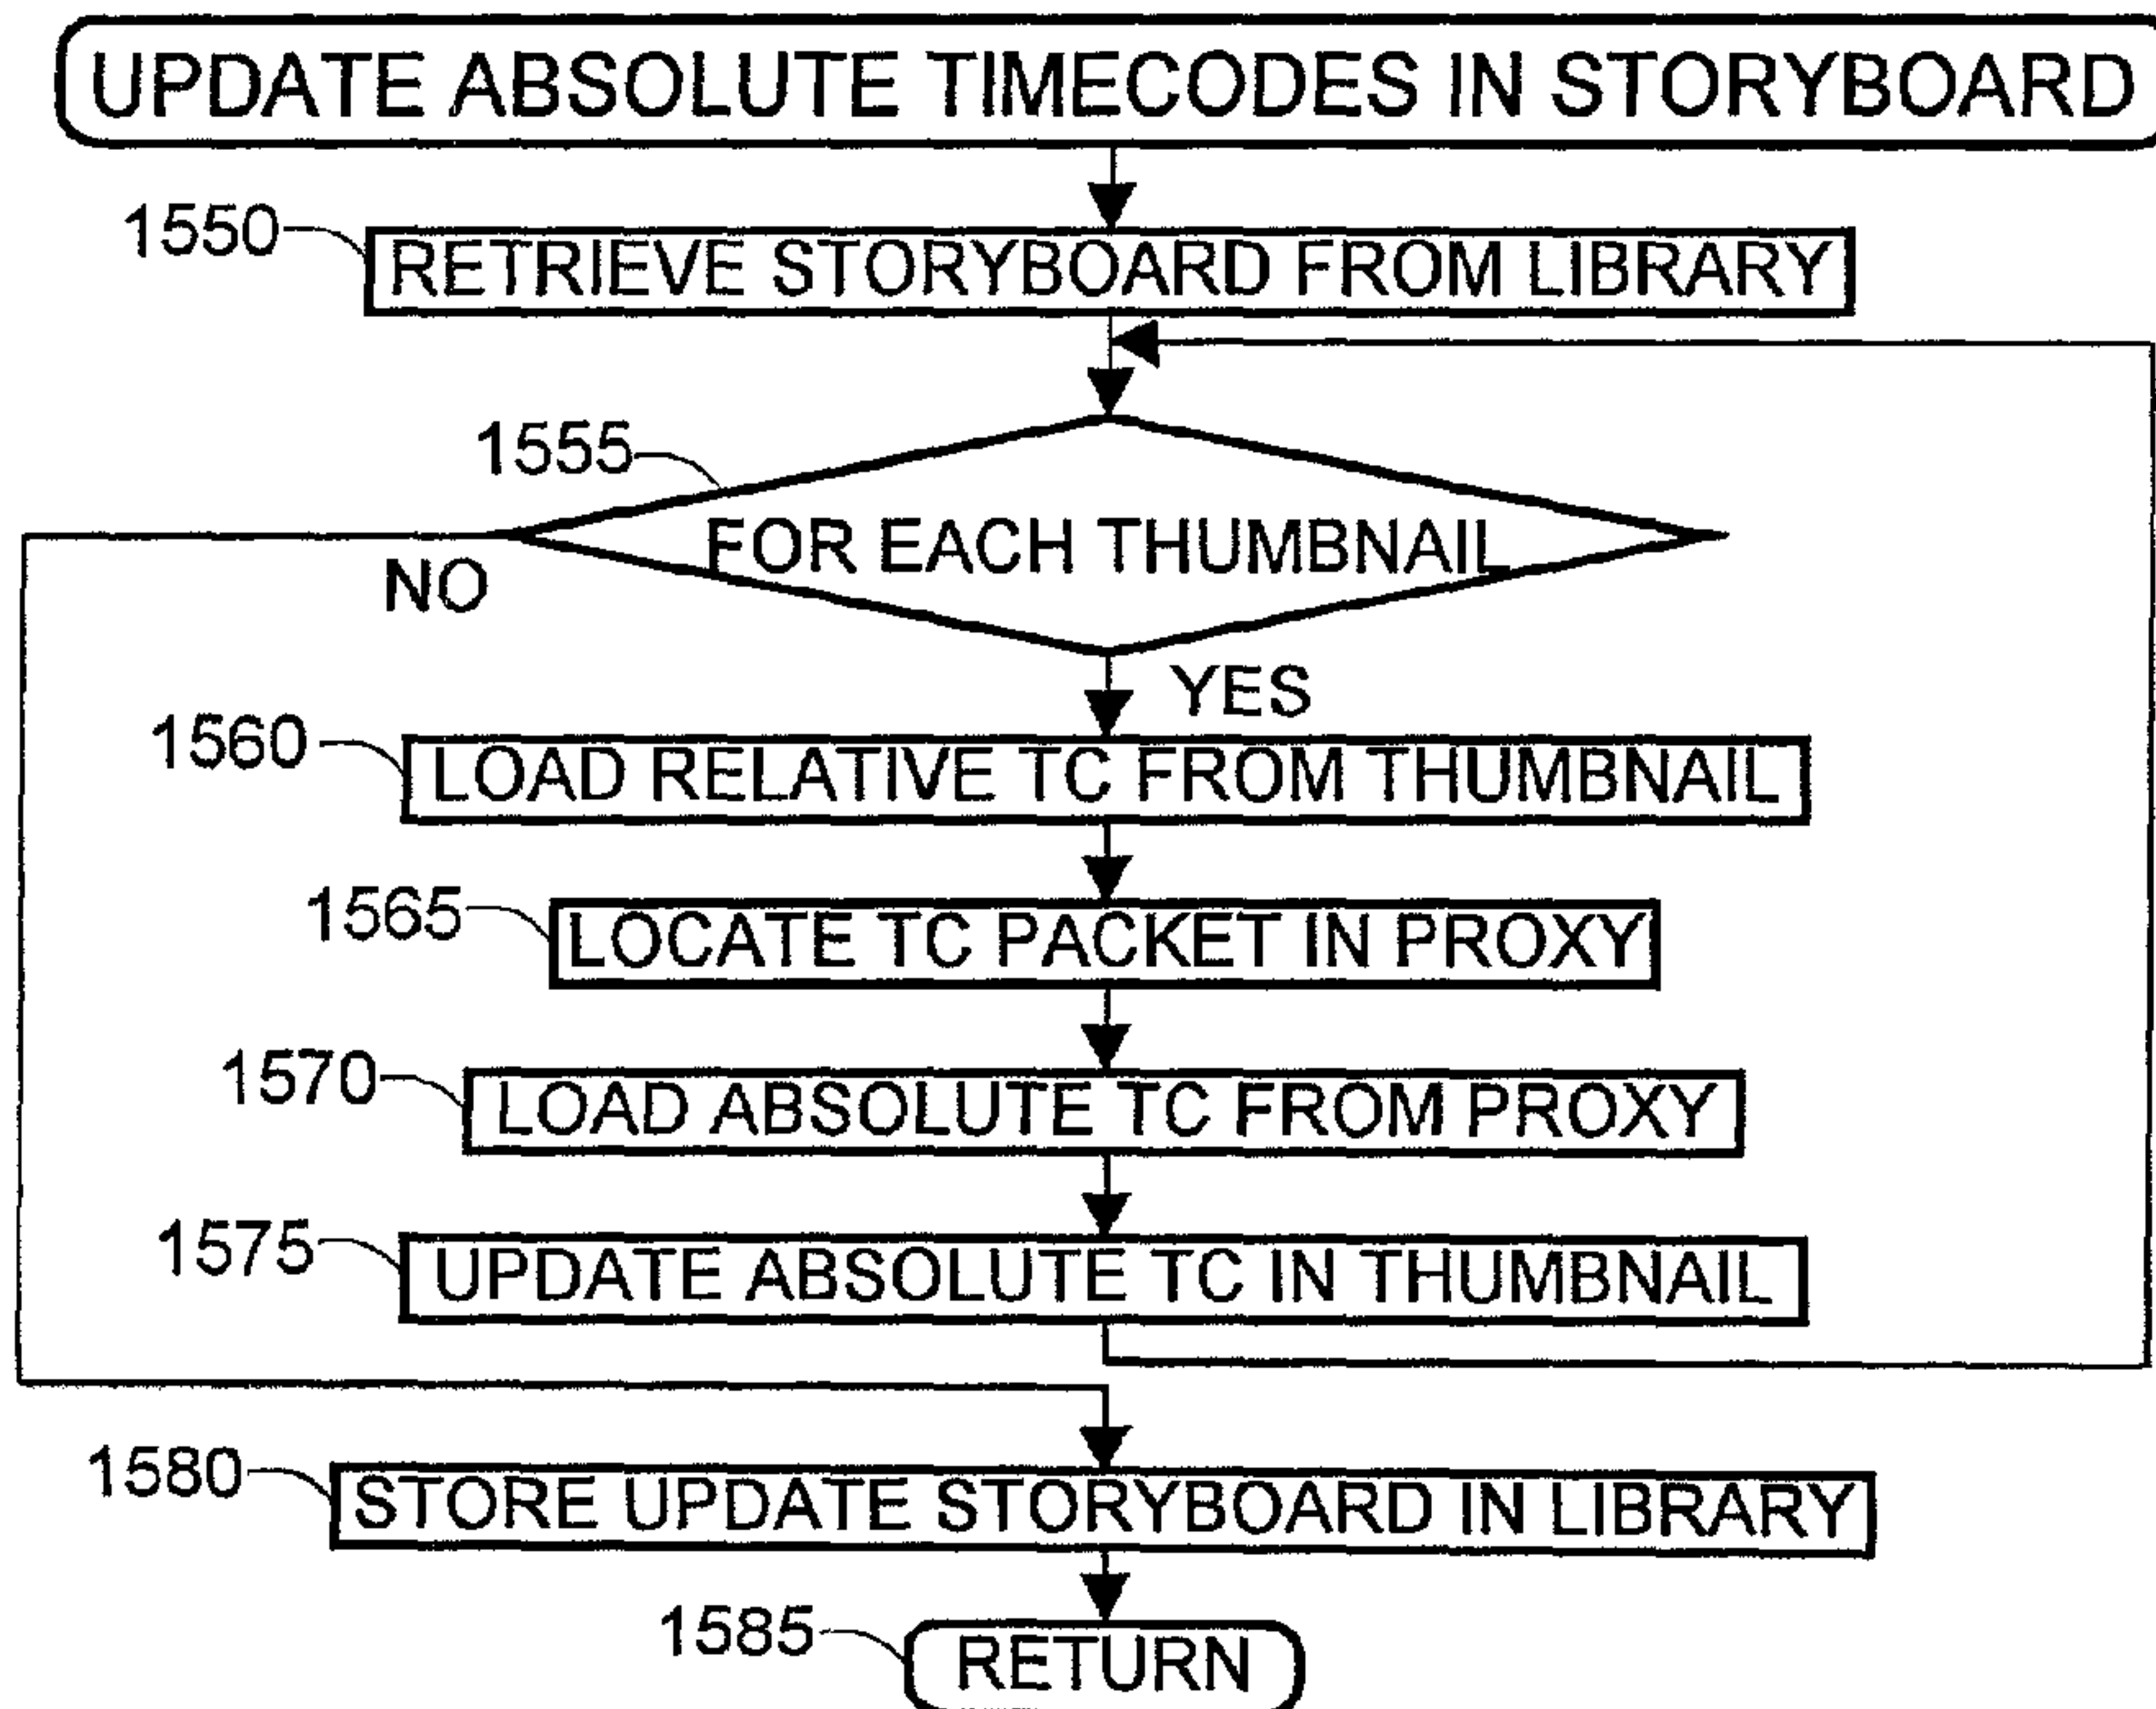 UPDATE ABSOLUTE TIMECODES IN STORYBOARD
1550
RETRIEVE STORYBOARD FROM LIBRARY
1555
FOR EACH THUMBNAIL
NO
YES
1560
LOAD RELATIVE TC FROM THUMBNAIL
1565
LOCATE TC PACKET IN PROXY
1570
LOAD ABSOLUTE TC FROM PROXY
1575
UPDATE ABSOLUTE TC IN THUMBNAIL
1580
STORE UPDATE STORYBOARD IN LIBRARY
1585
RETURN